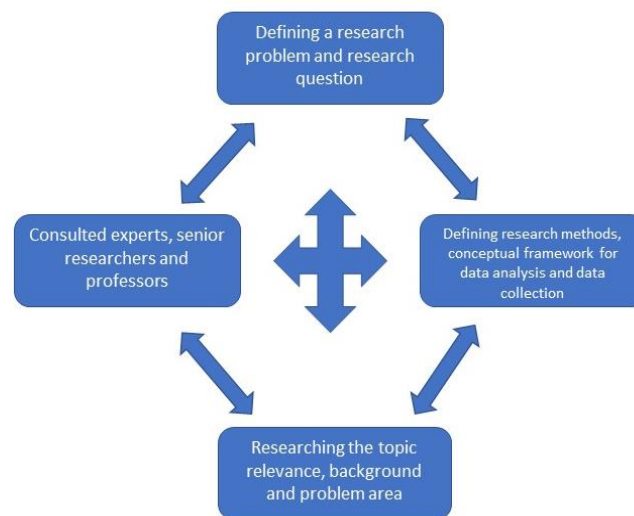 Defining a research
problem and research
question
Consulted experts, senior
researchers and
professors
Defining research methods,
conceptual framework for
data analysis and data
collection
Researching the topic
relevance, background
and problem area